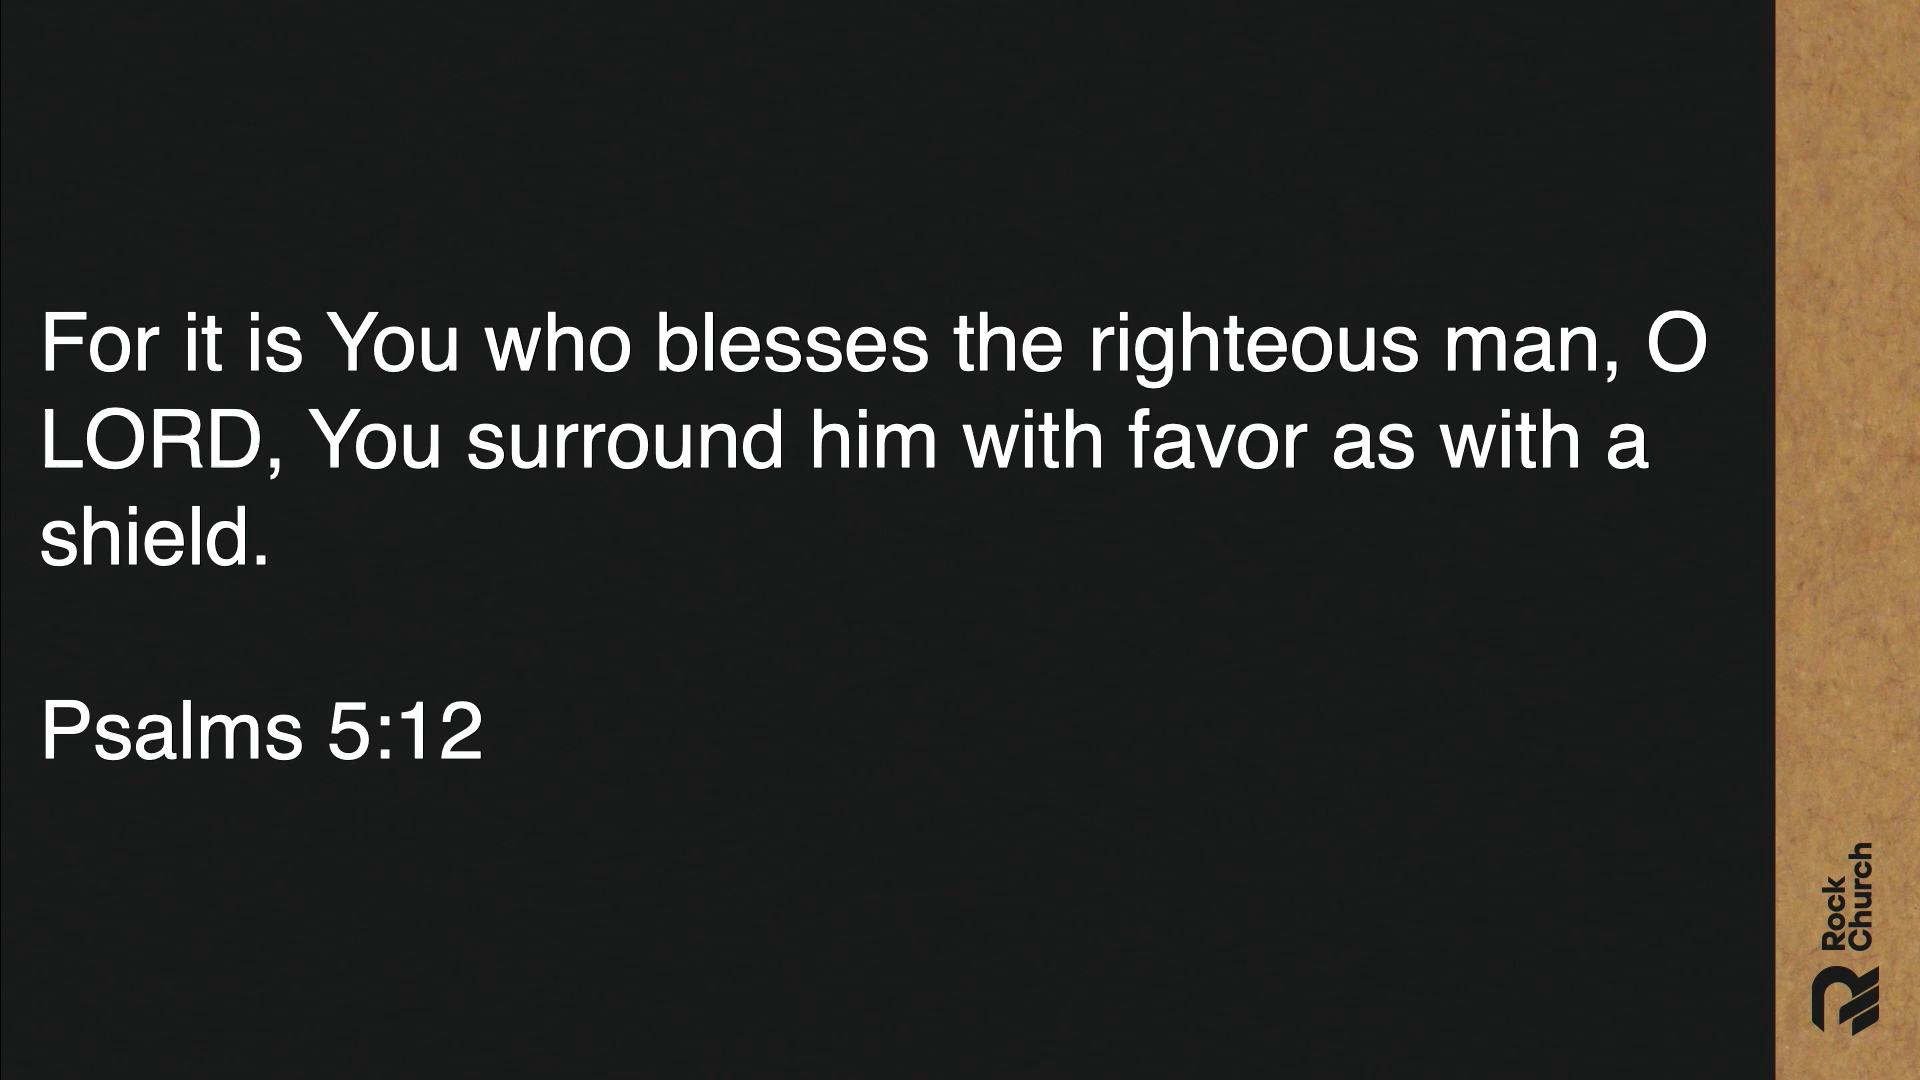 For it is You who blesses the righteous man, O
LORD, You surround him with favor as with a
shield.
Psalms 5:12
Rock
Church